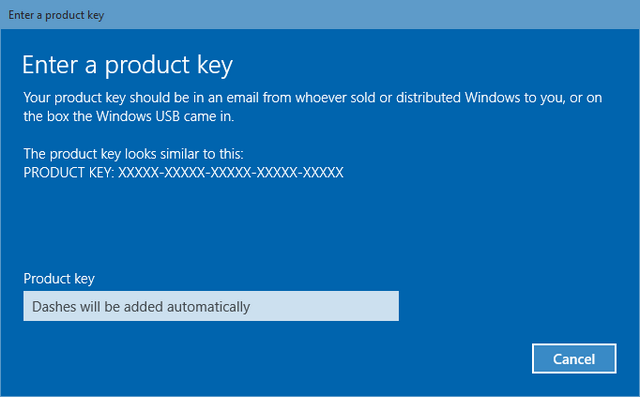 Enter a product key
Enter a product key
Your product key should be in an email from whoever sold or distributed Windows to you, or on
the box the Windows USB came in.
The product key looks similar to this:
PRODUCT KEY: XXXXX-XXXXX-XXXXX-XXXXX-XXXXX
Product key
Dashes will be added automatically
Cancel